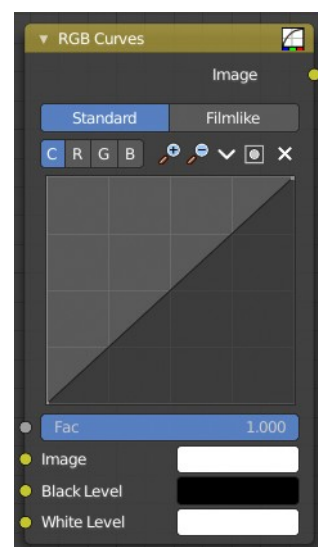 RGB Curves
Image
Standard Filmlike
C R G B
Fac 1.000
Image
Black Level
White Level